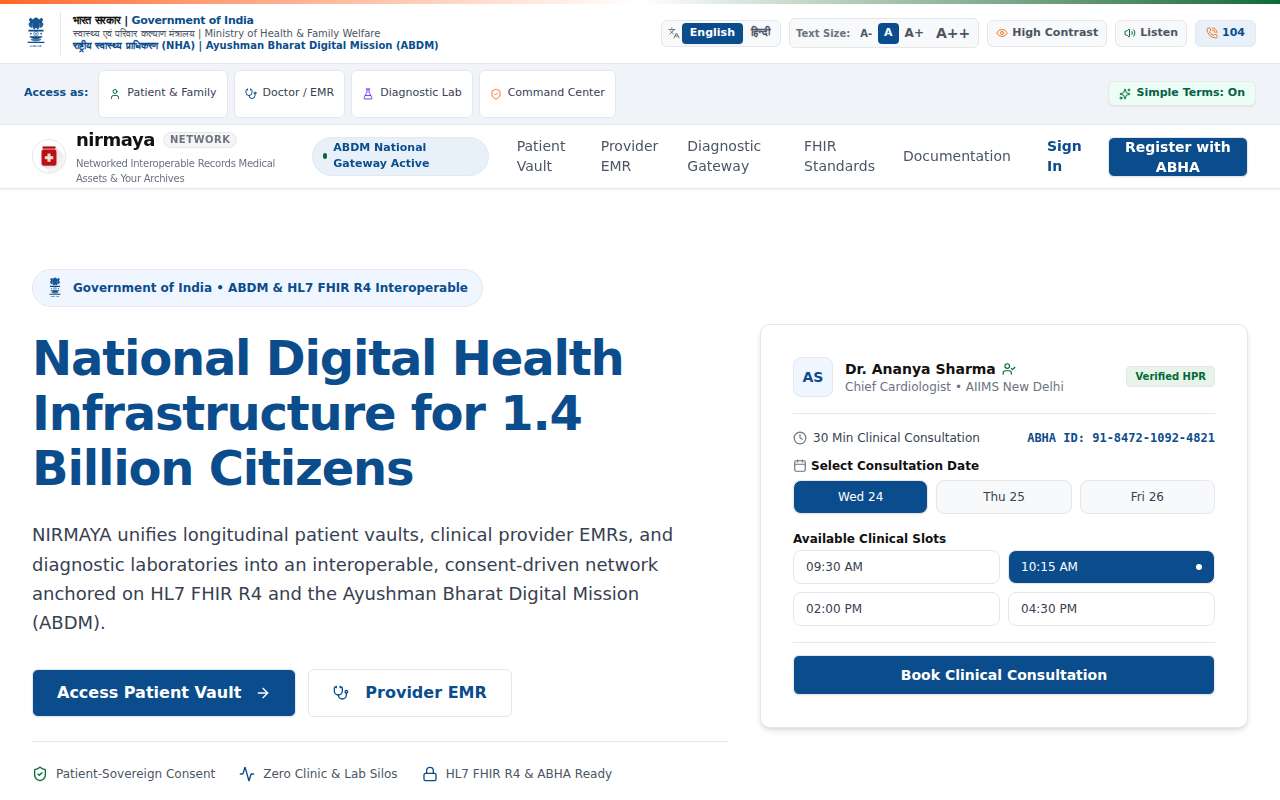 भारत सरकार | Government of India
स्वास्थ्य एवं परिवार कल्याण मंत्रालय | Ministry of Health & Family Welfare
राष्ट्रीय स्वास्थ्य प्राधिकरण (NHA) | Ayushman Bharat Digital Mission (ABDM)
English हिन्दी
Text Size: A- A A+ A++
High Contrast
Listen
104
Access as: Patient & Family Doctor / EMR Diagnostic Lab Command Center
Simple Terms: On
nirmaya NETWORK
Networked Interoperable Records Medical
Assets & Your Archives
ABDM National
Gateway Active
Patient
Vault
Provider
EMR
Diagnostic
Gateway
FHIR
Standards
Documentation
Sign
In
Register with
ABHA
Government of India • ABDM & HL7 FHIR R4 Interoperable
National Digital Health
Infrastructure for 1.4
Billion Citizens
NIRMAYA unifies longitudinal patient vaults, clinical provider EMRs, and
diagnostic laboratories into an interoperable, consent-driven network
anchored on HL7 FHIR R4 and the Ayushman Bharat Digital Mission
(ABDM).
Access Patient Vault →
Provider EMR
Patient-Sovereign Consent
Zero Clinic & Lab Silos
HL7 FHIR R4 & ABHA Ready
AS
Dr. Ananya Sharma
Chief Cardiologist • AIIMS New Delhi
Verified HPR
30 Min Clinical Consultation
ABHA ID: 91-8472-1092-4821
Select Consultation Date
Wed 24 Thu 25 Fri 26
Available Clinical Slots
09:30 AM 10:15 AM
02:00 PM 04:30 PM
Book Clinical Consultation